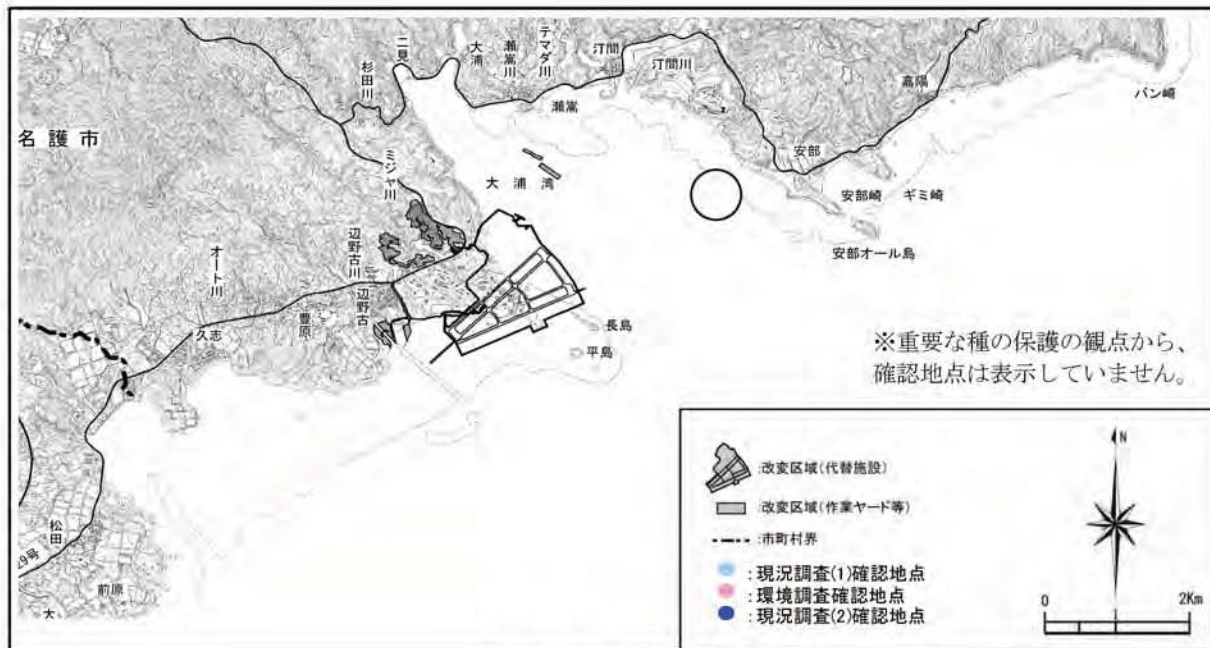 名護市
杉田川
二見
大浦
瀬嵩川
テマダ川
汀間
汀間川
嘉陽
バン崎
瀬嵩
安部
大浦湾
安部崎
ギミ崎
安部オール島
ミジャ川
辺野古川
オート川
辺野古
豊原
久志
長島
平島
松田
29号
前原
大
※重要な種の保護の観点から、
確認地点は表示していません。
:改変区域(代替施設)
:改変区域(作業ヤード等)
:市町村界
:現況調査(1)確認地点
:環境調査確認地点
:現況調査(2)確認地点
N
0 2Km